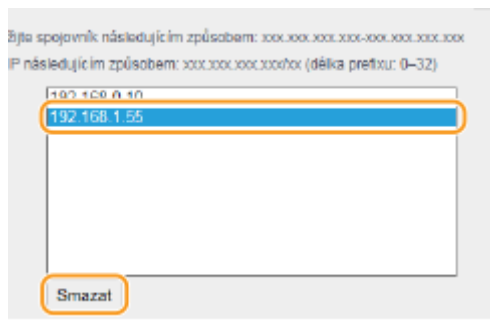 žijte spojovník následujícím způsobem: xxx.xxx.xxx.xxx-xxx.xxx.xxx.xxx
IP následujícím způsobem: xxx.xxx.xxx.xxx/xx (délka prefixu: 0–32)
192.168.0.10
192.168.1.55
Smazat